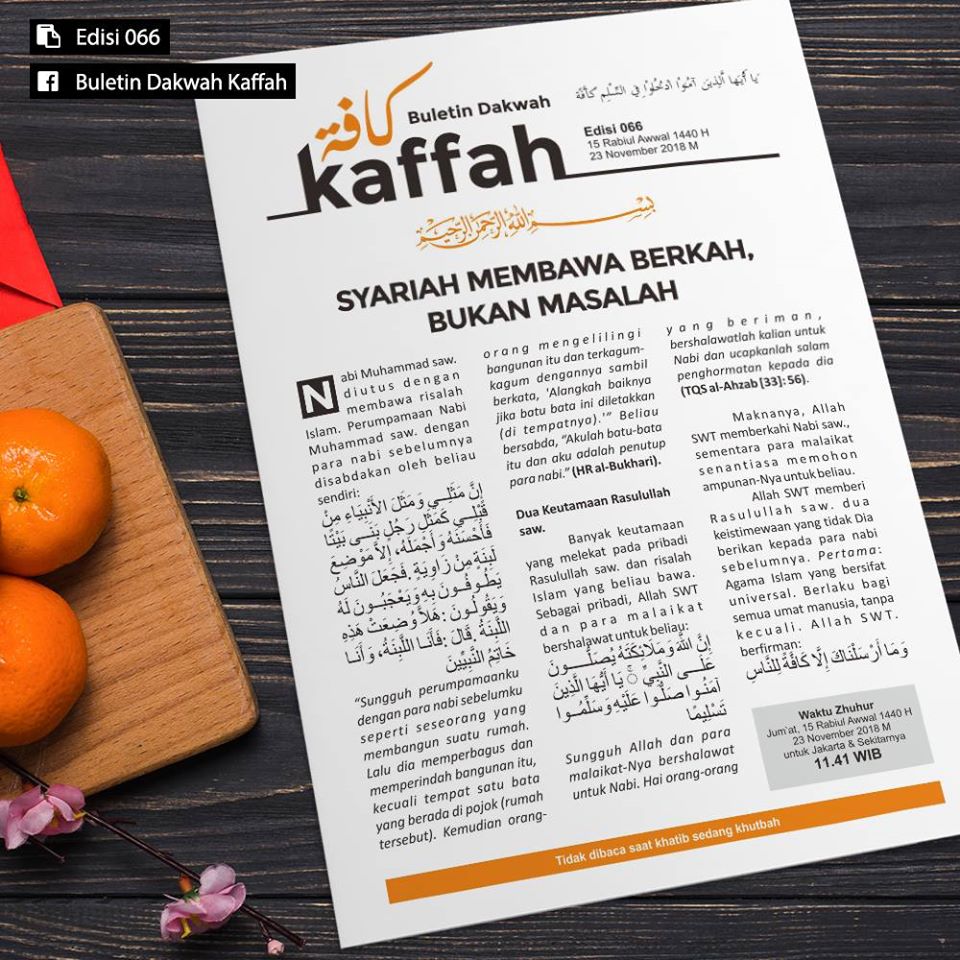 Edisi 066
Buletin Dakwah Kaffah
كافة
Buletin Dakwah
kaffah
يَا أَيُّهَا الَّذِينَ آمَنُوا ادْخُلُوا فِي السِّلْمِ كَافَّةً
Edisi 066
15 Rabiul Awwal 1440 H
23 November 2018 M
بِسْمِ اللهِ الرَّحْمَنِ الرَّحِيْمِ
SYARIAH MEMBAWA BERKAH,
BUKAN MASALAH
Nabi Muhammad saw.
diutus dengan
membawa risalah
Islam. Perumpamaan Nabi
Muhammad saw. dengan
para nabi sebelumnya
disabdakan oleh beliau
sendiri:
إِنَّ مَثَلِي وَمَثَلَ الأَنْبِيَاءِ مِنْ
قَبْلِي كَمَثَلِ رَجُلٍ بَنَى بَيْتًا
فَأَحْسَنَهُ وَأَجْمَلَهُ، إِلاَّ مَوْضِعَ
لَبِنَةٍ مِنْ زَاوِيَةٍ. فَجَعَلَ النَّاسُ
يَطُوْفُوْنَ بِهِ وَيَعْجَبُوْنَ لَهُ
وَيَقُوْلُوْنَ: هَلاَّ وُضِعَتْ هَذِهِ
اللَّبِنَةُ. قَالَ: فَأَنَا اللَّبِنَةُ، وَأَنَا
خَاتِمُ النَّبِيِّيْنَ
“Sungguh perumpamaanku
dengan para nabi sebelumku
seperti seseorang yang
membangun suatu rumah.
Lalu dia memperbagus dan
memperindah bangunan itu,
kecuali tempat satu bata
yang berada di pojok (rumah
tersebut). Kemudian orang-
orang mengelilingi
bangunan itu dan terkagum-
kagum dengannya sambil
berkata, 'Alangkah baiknya
jika batu bata ini diletakkan
(di tempatnya).'” Beliau
bersabda, “Akulah batu-bata
itu dan aku adalah penutup
para nabi.” (HR al-Bukhari).
Dua Keutamaan Rasulullah
saw.
Banyak keutamaan
yang melekat pada pribadi
Rasulullah saw. dan risalah
Islam yang beliau bawa.
Sebagai pribadi, Allah SWT
dan para malaikat
bershalawat untuk beliau:
إِنَّ اللَّهَ وَمَلَائِكَتَهُ يُصَلُّونَ
عَلَى النَّبِيِّ ۚ يَا أَيُّهَا الَّذِينَ
آمَنُوا صَلُّوا عَلَيْهِ وَسَلِّمُوا
تَسْلِيمًا
Sungguh Allah dan para
malaikat-Nya bershalawat
untuk Nabi. Hai orang-orang
yang beriman,
bershalawatlah kalian untuk
Nabi dan ucapkanlah salam
penghormatan kepada dia
(TQS al-Ahzab [33]: 56).
Maknanya, Allah
SWT memberkahi Nabi saw.,
sementara para malaikat
senantiasa memohon
ampunan-Nya untuk beliau.
Allah SWT memberi
Rasulullah saw. dua
keistimewaan yang tidak Dia
berikan kepada para nabi
sebelumnya. Pertama:
Agama Islam yang bersifat
universal. Berlaku bagi
semua umat manusia, tanpa
kecuali. Allah SWT.
berfirman:
وَمَا أَرْسَلْنَاكَ إِلَّا كَافَّةً لِلنَّاسِ
Waktu Zhuhur
Jum`at, 15 Rabiul Awwal 1440 H
23 November 2018 M
untuk Jakarta & Sekitarnya
11.41 WIB
Tidak dibaca saat khatib sedang khutbah